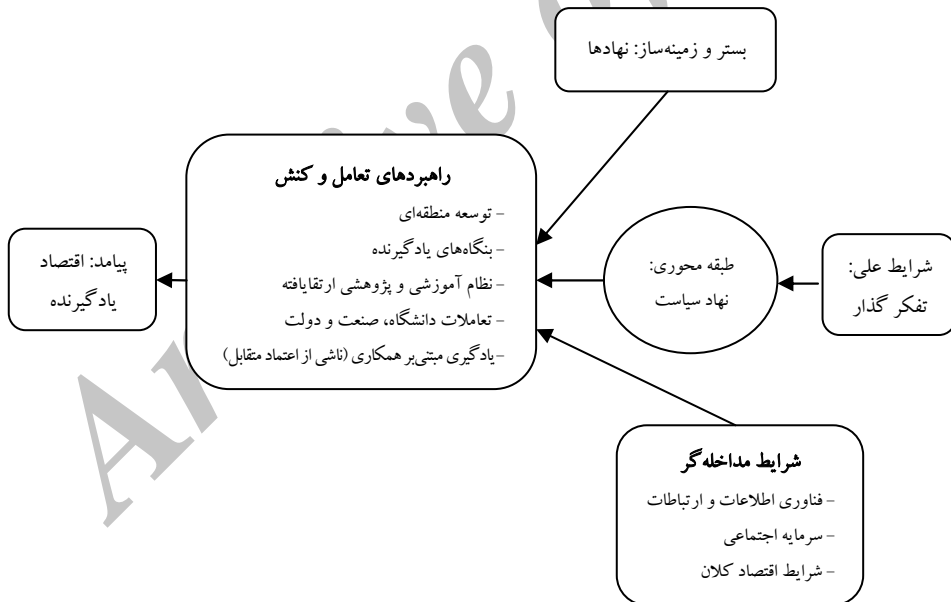 بستر و زمینه‌ساز: نهادها
راهبردهای تعامل و کنش
- توسعه منطقه‌ای
- بنگاه‌های یادگیرنده
- نظام آموزشی و پژوهشی ارتقایافته
- تعاملات دانشگاه، صنعت و دولت
- یادگیری مبتنی‌بر همکاری (ناشی از اعتماد متقابل)
شرایط علی:
تفکر گذار
طبقه محوری:
نهاد سیاست
پیامد: اقتصاد
یادگیرنده
شرایط مداخله‌گر
- فناوری اطلاعات و ارتباطات
- سرمایه اجتماعی
- شرایط اقتصاد کلان